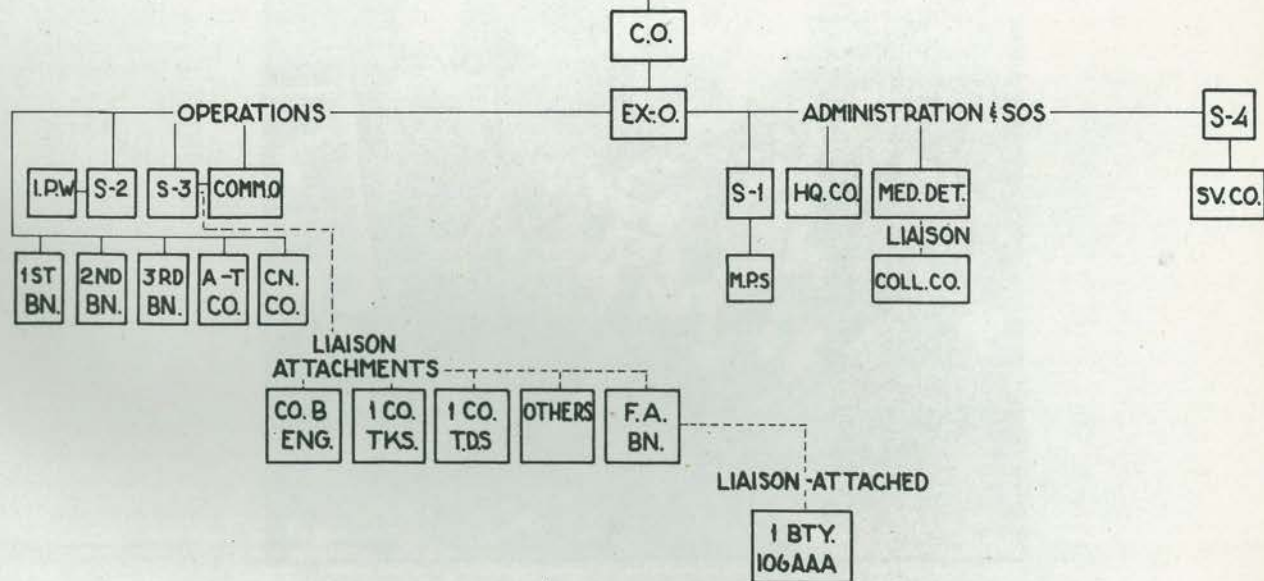 C.O.
OPERATIONS
EX-.O.
ADMINISTRATION & SOS
S-4
I.P.W
S-2
S-3
COMM.O
S-1
HQ.CO.
MED.DET.
SV.CO.
LIAISON
1ST
BN.
2ND
BN.
3RD
BN.
A-T
CO.
CN.
CO.
M.P.S
COLL.CO.
LIAISON
ATTACHMENTS
CO. B
ENG.
1 CO.
TKS.
1 CO.
T.D.S
OTHERS
F.A.
BN.
LIAISON-ATTACHED
1 BTY.
106AAA